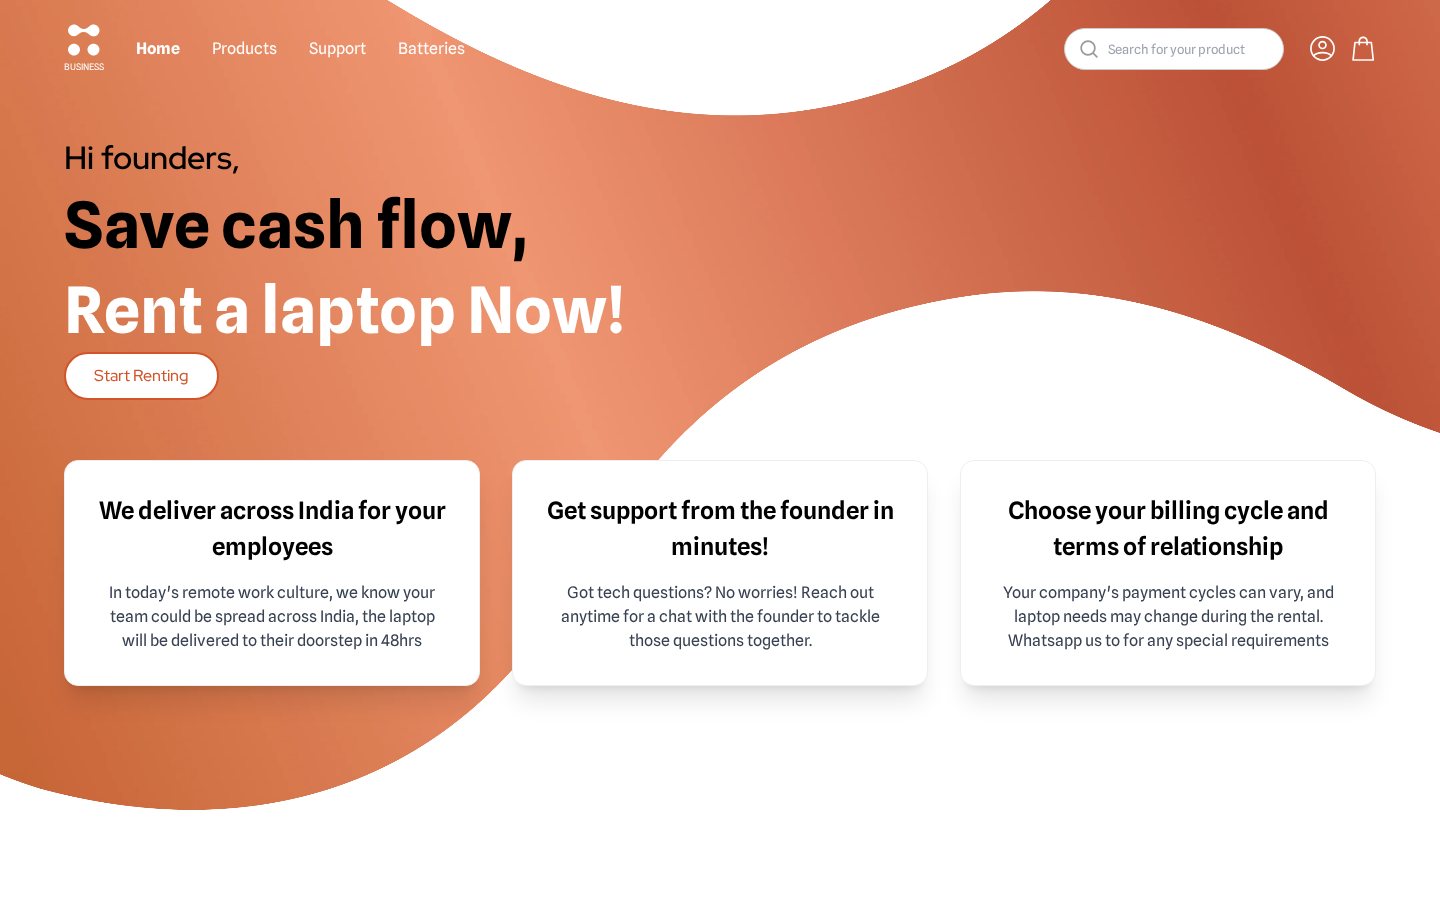 BUSINESS
Home
Products
Support
Batteries
Search for your product
Hi founders,
Save cash flow,
Rent a laptop Now!
Start Renting
We deliver across India for your
employees
In today's remote work culture, we know your
team could be spread across India, the laptop
will be delivered to their doorstep in 48hrs
Get support from the founder in
minutes!
Got tech questions? No worries! Reach out
anytime for a chat with the founder to tackle
those questions together.
Choose your billing cycle and
terms of relationship
Your company's payment cycles can vary, and
laptop needs may change during the rental.
Whatsapp us to for any special requirements